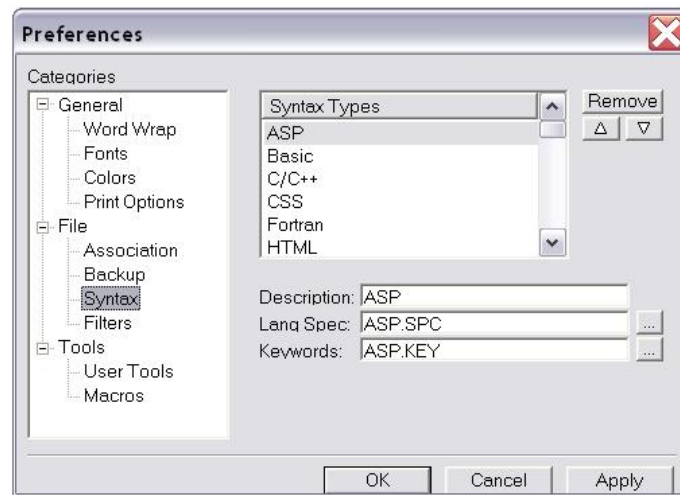 Preferences
Categories
General
Word Wrap
Fonts
Colors
Print Options
File
Association
Backup
Syntax
Filters
Tools
User Tools
Macros
Syntax Types
ASP
Basic
C/C++
CSS
Fortran
HTML
Remove
Description: ASP
Lang Spec: ASP.SPC
...
Keywords: ASP.KEY
...
OK Cancel Apply